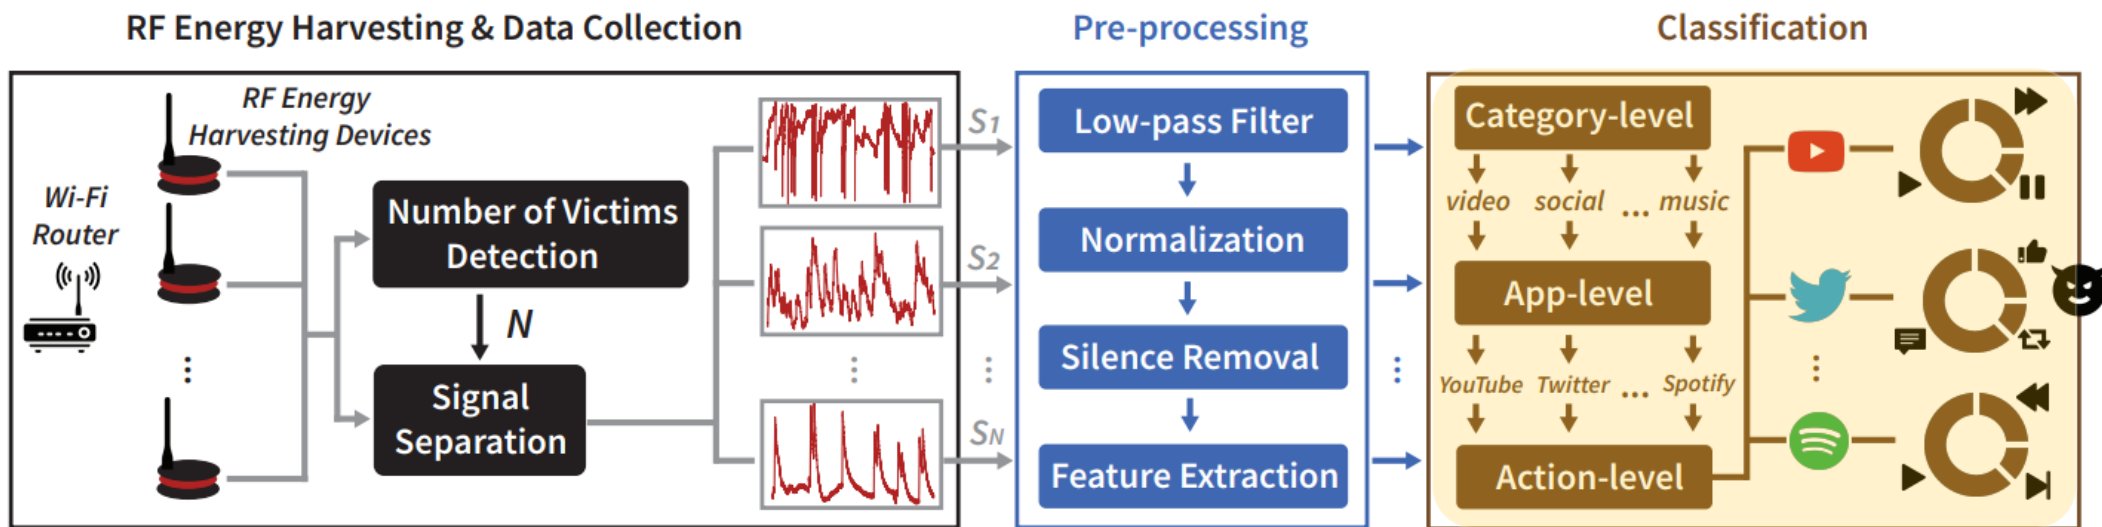 RF Energy Harvesting & Data Collection
RF Energy
Harvesting Devices
Wi-Fi
Router
Number of Victims
Detection
N
Signal
Separation
S1
S2
SN
Pre-processing
Low-pass Filter
Normalization
Silence Removal
Feature Extraction
Classification
Category-level
video social ... music
App-level
YouTube Twitter ... Spotify
Action-level